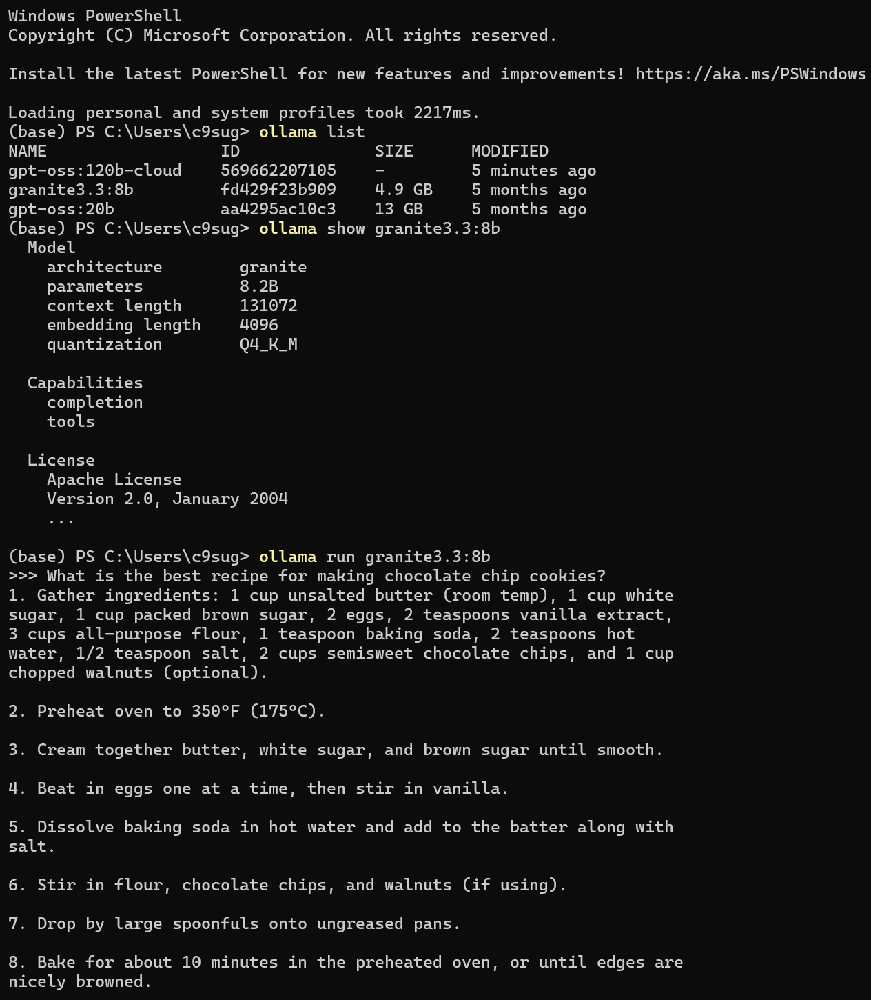 Windows PowerShell
Copyright (C) Microsoft Corporation. All rights reserved.
Install the latest PowerShell for new features and improvements! https://aka.ms/PSWindows
Loading personal and system profiles took 2217ms.
(base) PS C:\Users\c9sug> ollama list
NAME                  ID              SIZE      MODIFIED
gpt-oss:120b-cloud    569662207105    -         5 minutes ago
granite3.3:8b         fd429f23b909    4.9 GB    5 months ago
gpt-oss:20b           aa4295ac10c3    13 GB     5 months ago
(base) PS C:\Users\c9sug> ollama show granite3.3:8b
  Model
    architecture        granite
    parameters          8.2B
    context length      131072
    embedding length    4096
    quantization        Q4_K_M
  Capabilities
    completion
    tools
  License
    Apache License
    Version 2.0, January 2004
    ...
(base) PS C:\Users\c9sug> ollama run granite3.3:8b
>>> What is the best recipe for making chocolate chip cookies?
1. Gather ingredients: 1 cup unsalted butter (room temp), 1 cup white
sugar, 1 cup packed brown sugar, 2 eggs, 2 teaspoons vanilla extract,
3 cups all-purpose flour, 1 teaspoon baking soda, 2 teaspoons hot
water, 1/2 teaspoon salt, 2 cups semisweet chocolate chips, and 1 cup
chopped walnuts (optional).
2. Preheat oven to 350°F (175°C).
3. Cream together butter, white sugar, and brown sugar until smooth.
4. Beat in eggs one at a time, then stir in vanilla.
5. Dissolve baking soda in hot water and add to the batter along with
salt.
6. Stir in flour, chocolate chips, and walnuts (if using).
7. Drop by large spoonfuls onto ungreased pans.
8. Bake for about 10 minutes in the preheated oven, or until edges are
nicely browned.